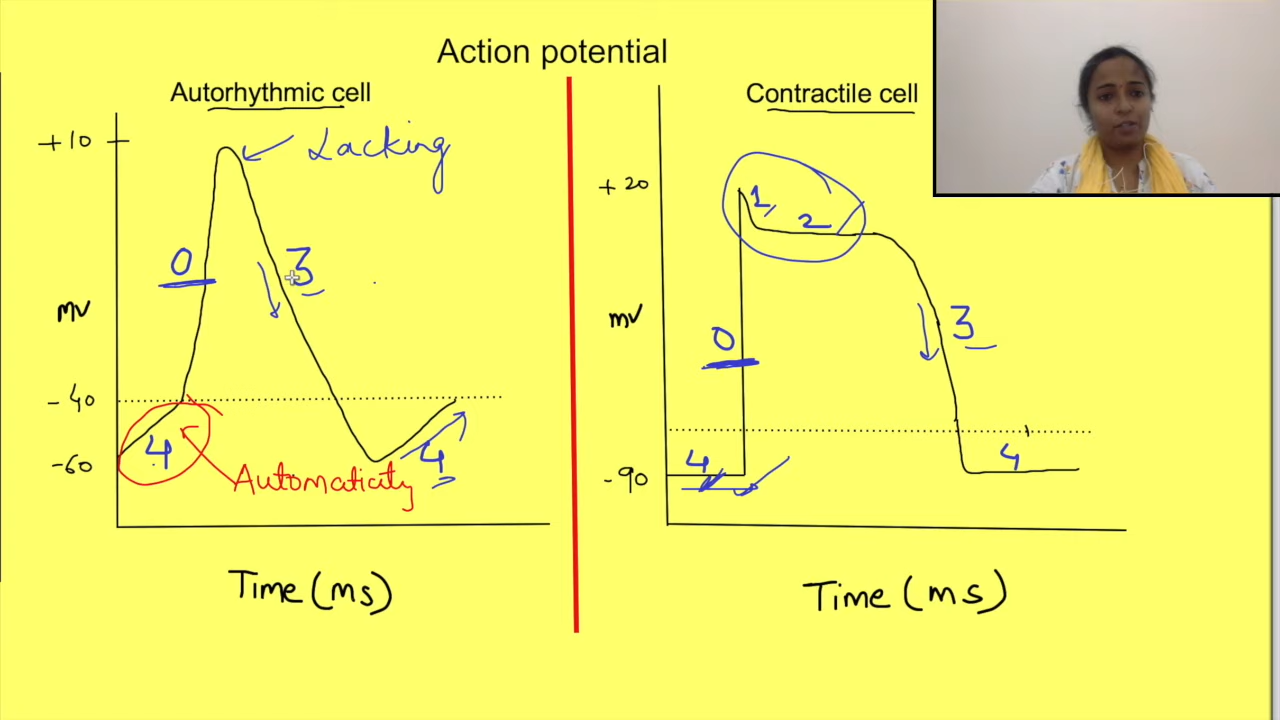 Action potential
Autorhythmic cell
+10
Lacking
0
3
mv
-40
4
-60
Automaticity
4
Time (ms)
Contractile cell
+20
1,
2
mv
0
3
4
4
-90
Time (ms)